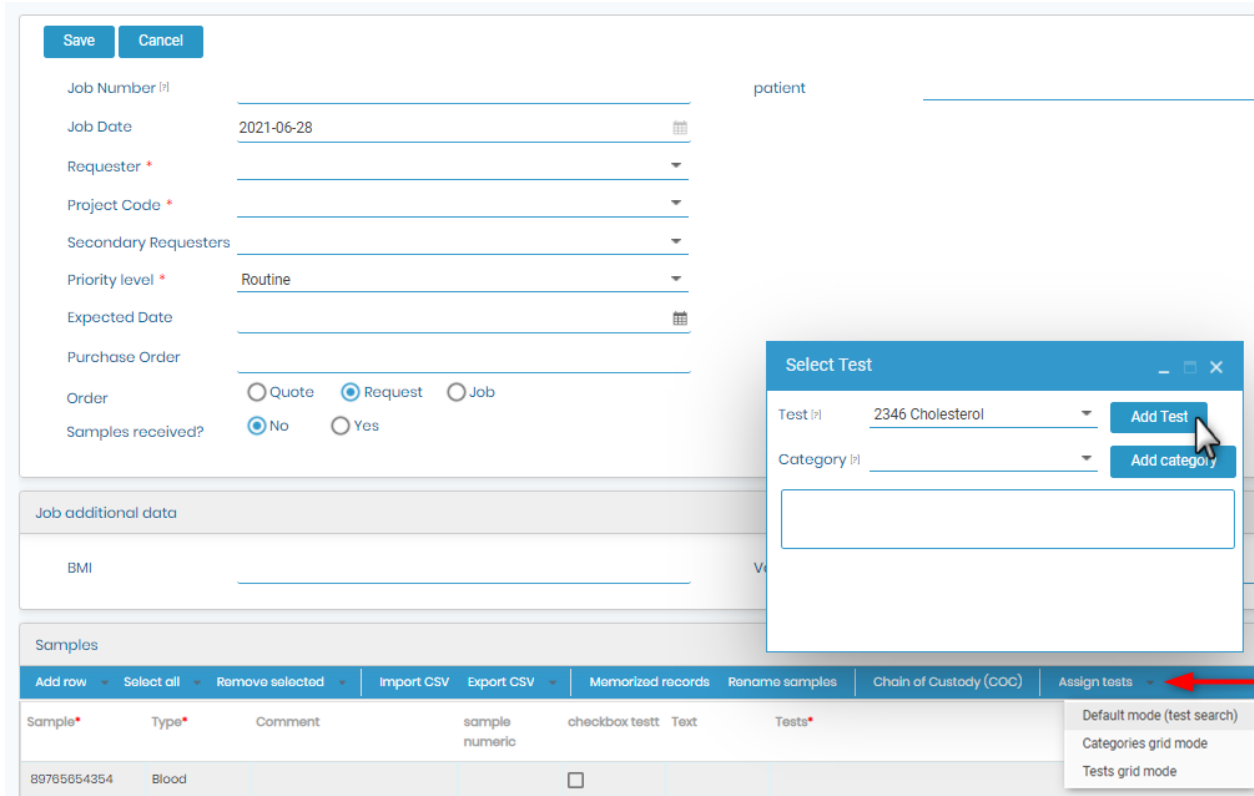 Save Cancel
Job Number [?] patient
Job Date 2021-06-28
Requester *
Project Code *
Secondary Requesters
Priority level * Routine
Expected Date
Purchase Order
Order Quote Request Job
Samples received? No Yes
Select Test
Test [?] 2346 Cholesterol Add Test
Category [?] Add category
Job additional data
BMI
Samples
Add row Select all Remove selected Import CSV Export CSV Memorized records Rename samples Chain of Custody (COC) Assign tests
Default mode (test search)
Categories grid mode
Tests grid mode
Sample* Type* Comment sample numeric checkbox testt Text Tests*
89765654354 Blood